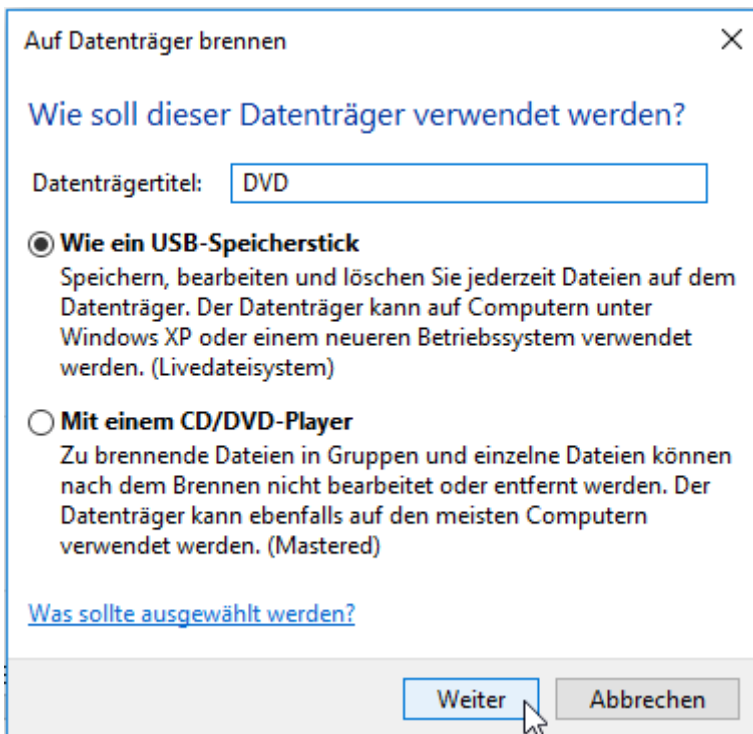 Auf Datenträger brennen
Wie soll dieser Datenträger verwendet werden?
Datenträgertitel: DVD
Wie ein USB-Speicherstick
Speichern, bearbeiten und löschen Sie jederzeit Dateien auf dem
Datenträger. Der Datenträger kann auf Computern unter
Windows XP oder einem neueren Betriebssystem verwendet
werden. (Livedateisystem)
Mit einem CD/DVD-Player
Zu brennende Dateien in Gruppen und einzelne Dateien können
nach dem Brennen nicht bearbeitet oder entfernt werden. Der
Datenträger kann ebenfalls auf den meisten Computern
verwendet werden. (Mastered)
Was sollte ausgewählt werden?
Weiter Abbrechen